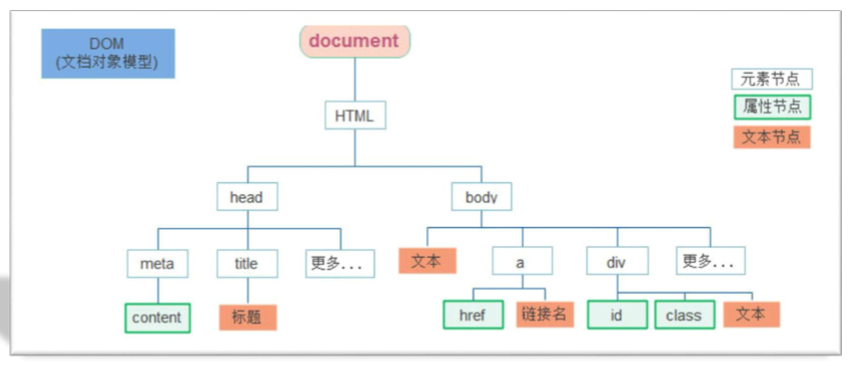 DOM
(文档对象模型)
document
元素节点
属性节点
文本节点
HTML
head
body
meta
title
更多...
文本
a
div
更多...
content
标题
href
链接名
id
class
文本